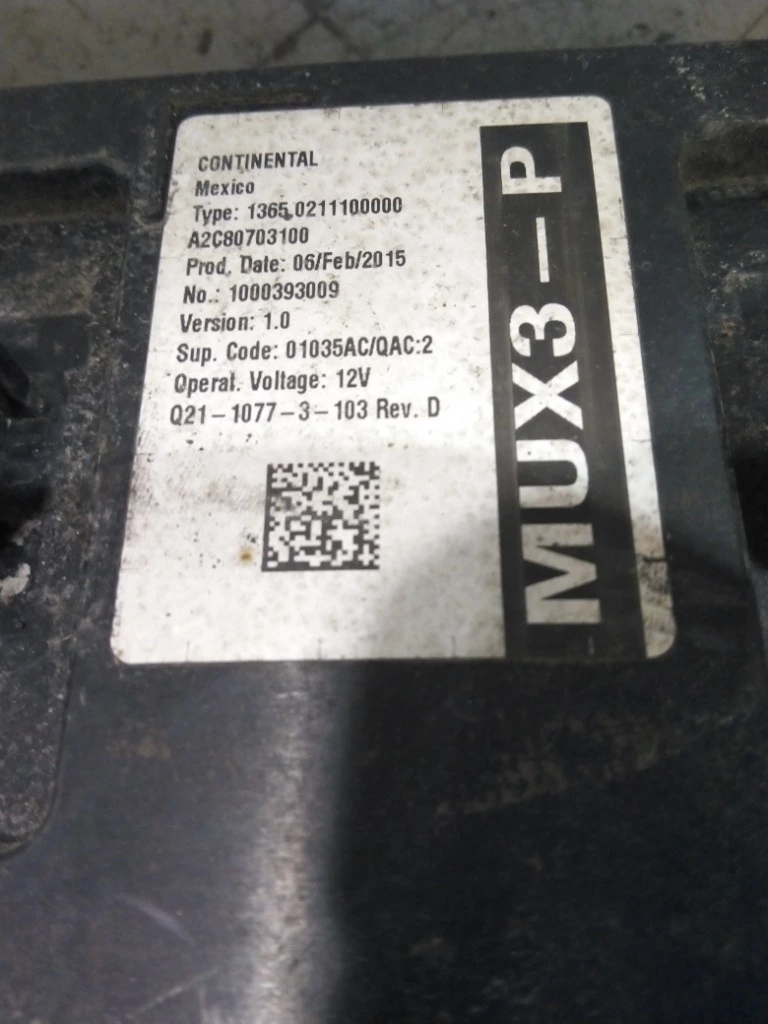 CONTINENTAL
Mexico
Type: 1365.0211100000
A2C80703100
Prod. Date: 06/Feb/2015
No.: 1000393009
Version: 1.0
Sup. Code: 01035AC/QAC:2
Operat. Voltage: 12V
Q21-1077-3-103 Rev. D
MUX3-P